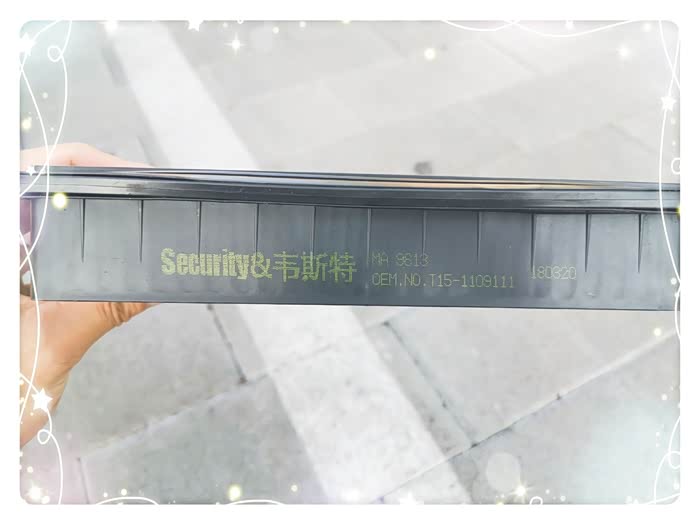 Security&韦斯特
MA 9613
OEM.NO.T15-1109111
180320